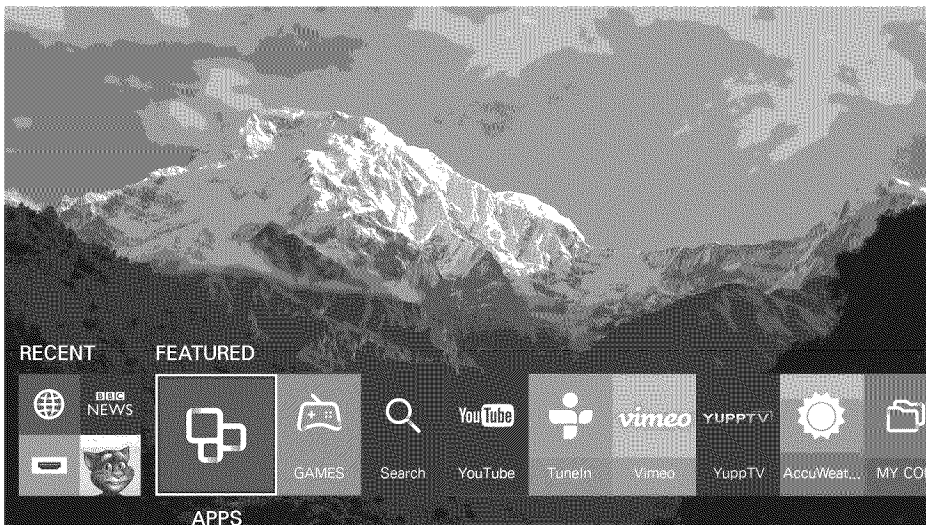 RECENT FEATURED
BBC
NEWS
YouTube
vimeo
YUPPTV
GAMES
Search
YouTube
TuneIn
Vimeo
YuppTV
AccuWeat...
MY CO
APPS